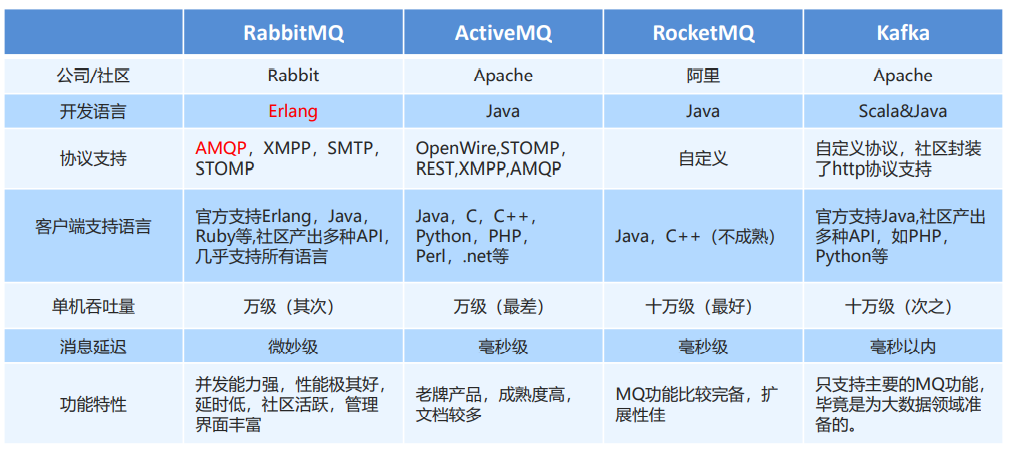 RabbitMQ ActiveMQ RocketMQ Kafka
公司/社区 Rabbit Apache 阿里 Apache
开发语言 Erlang Java Java Scala&Java
协议支持
AMQP，XMPP，SMTP，
STOMP
OpenWire,STOMP，
REST,XMPP,AMQP
自定义
自定义协议，社区封装
了http协议支持
客户端支持语言
官方支持Erlang，Java，
Ruby等,社区产出多种API，
几乎支持所有语言
Java，C，C++，
Python，PHP，
Perl，.net等
Java，C++（不成熟）
官方支持Java,社区产出
多种API，如PHP，
Python等
单机吞吐量 万级（其次） 万级（最差） 十万级（最好） 十万级（次之）
消息延迟 微妙级 毫秒级 毫秒级 毫秒以内
功能特性
并发能力强，性能极其好，
延时低，社区活跃，管理
界面丰富
老牌产品，成熟度高，
文档较多
MQ功能比较完备，扩
展性佳
只支持主要的MQ功能，
毕竟是为大数据领域准
备的。